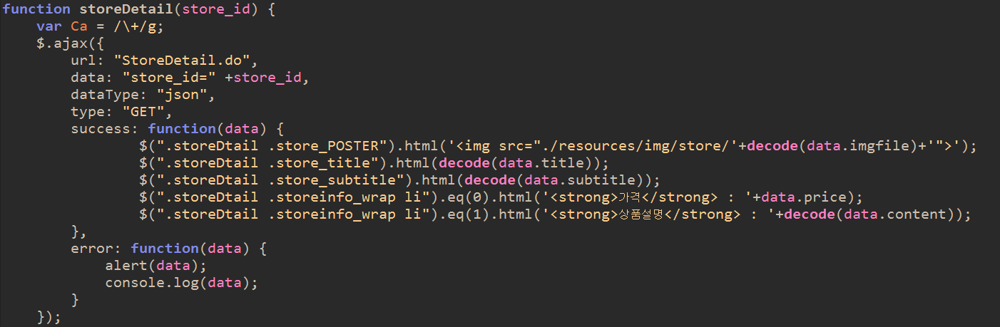 function storeDetail(store_id) {
    var Ca = /\+/g;
    $.ajax({
        url: "StoreDetail.do",
        data: "store_id=" +store_id,
        dataType: "json",
        type: "GET",
        success: function(data) {
                $(".storeDtail .store_POSTER").html('<img src="./resources/img/store/'+decode(data.imgfile)+'">');
                $(".storeDtail .store_title").html(decode(data.title));
                $(".storeDtail .store_subtitle").html(decode(data.subtitle));
                $(".storeDtail .storeinfo_wrap li").eq(0).html('<strong>가격</strong> : '+data.price);
                $(".storeDtail .storeinfo_wrap li").eq(1).html('<strong>상품설명</strong> : '+decode(data.content));
        },
        error: function(data) {
            alert(data);
            console.log(data);
        }
    });